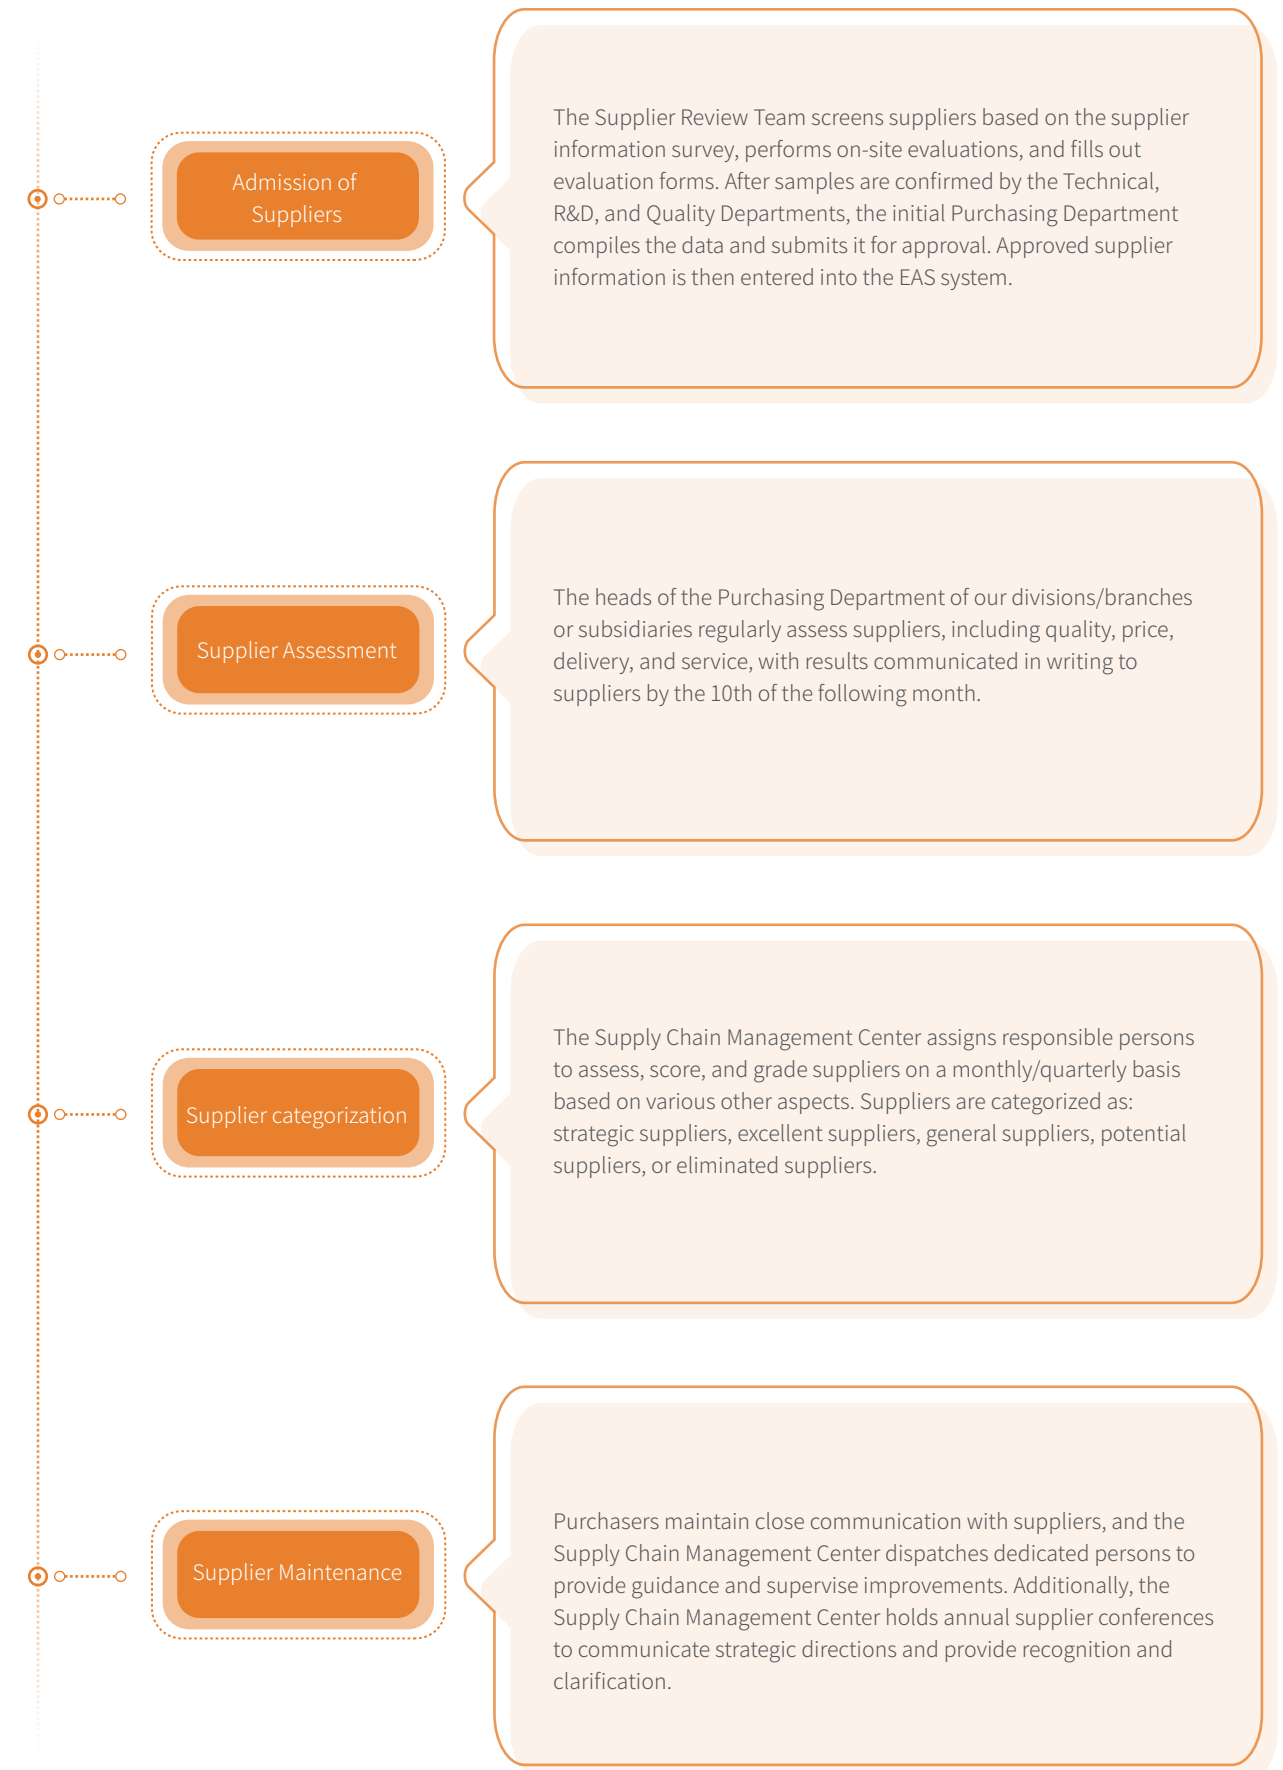 Admission of
Suppliers
The Supplier Review Team screens suppliers based on the supplier
information survey, performs on-site evaluations, and fills out
evaluation forms. After samples are confirmed by the Technical,
R&D, and Quality Departments, the initial Purchasing Department
compiles the data and submits it for approval. Approved supplier
information is then entered into the EAS system.
Supplier Assessment
The heads of the Purchasing Department of our divisions/branches
or subsidiaries regularly assess suppliers, including quality, price,
delivery, and service, with results communicated in writing to
suppliers by the 10th of the following month.
Supplier categorization
The Supply Chain Management Center assigns responsible persons
to assess, score, and grade suppliers on a monthly/quarterly basis
based on various other aspects. Suppliers are categorized as:
strategic suppliers, excellent suppliers, general suppliers, potential
suppliers, or eliminated suppliers.
Supplier Maintenance
Purchasers maintain close communication with suppliers, and the
Supply Chain Management Center dispatches dedicated persons to
provide guidance and supervise improvements. Additionally, the
Supply Chain Management Center holds annual supplier conferences
to communicate strategic directions and provide recognition and
clarification.